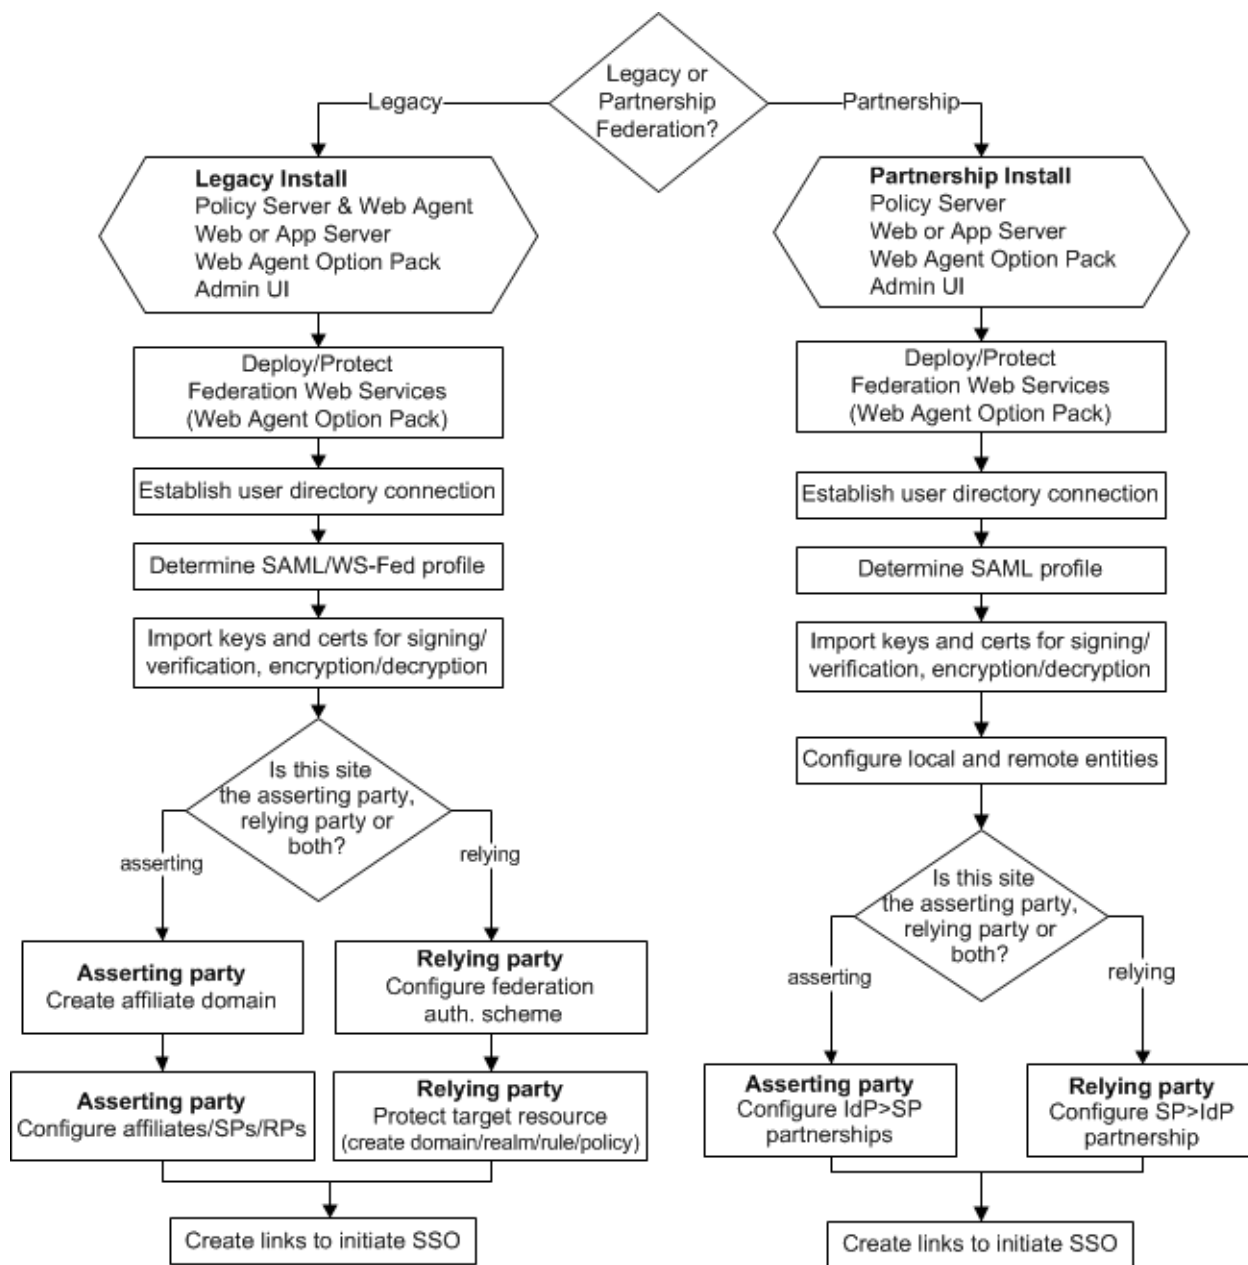 Legacy or
Partnership
Federation?
Legacy
Partnership
Legacy Install
Policy Server & Web Agent
Web or App Server
Web Agent Option Pack
Admin UI
Partnership Install
Policy Server
Web or App Server
Web Agent Option Pack
Admin UI
Deploy/Protect
Federation Web Services
(Web Agent Option Pack)
Deploy/Protect
Federation Web Services
(Web Agent Option Pack)
Establish user directory connection
Establish user directory connection
Determine SAML/WS-Fed profile
Determine SAML profile
Import keys and certs for signing/
verification, encryption/decryption
Import keys and certs for signing/
verification, encryption/decryption
Configure local and remote entities
Is this site
the asserting party,
relying party or
both?
asserting
relying
Is this site
the asserting party,
relying party or
both?
asserting
relying
Asserting party
Create affiliate domain
Relying party
Configure federation
auth. scheme
Asserting party
Configure affiliates/SPs/RPs
Relying party
Protect target resource
(create domain/realm/rule/policy)
Asserting party
Configure IdP>SP
partnerships
Relying party
Configure SP>IdP
partnership
Create links to initiate SSO
Create links to initiate SSO